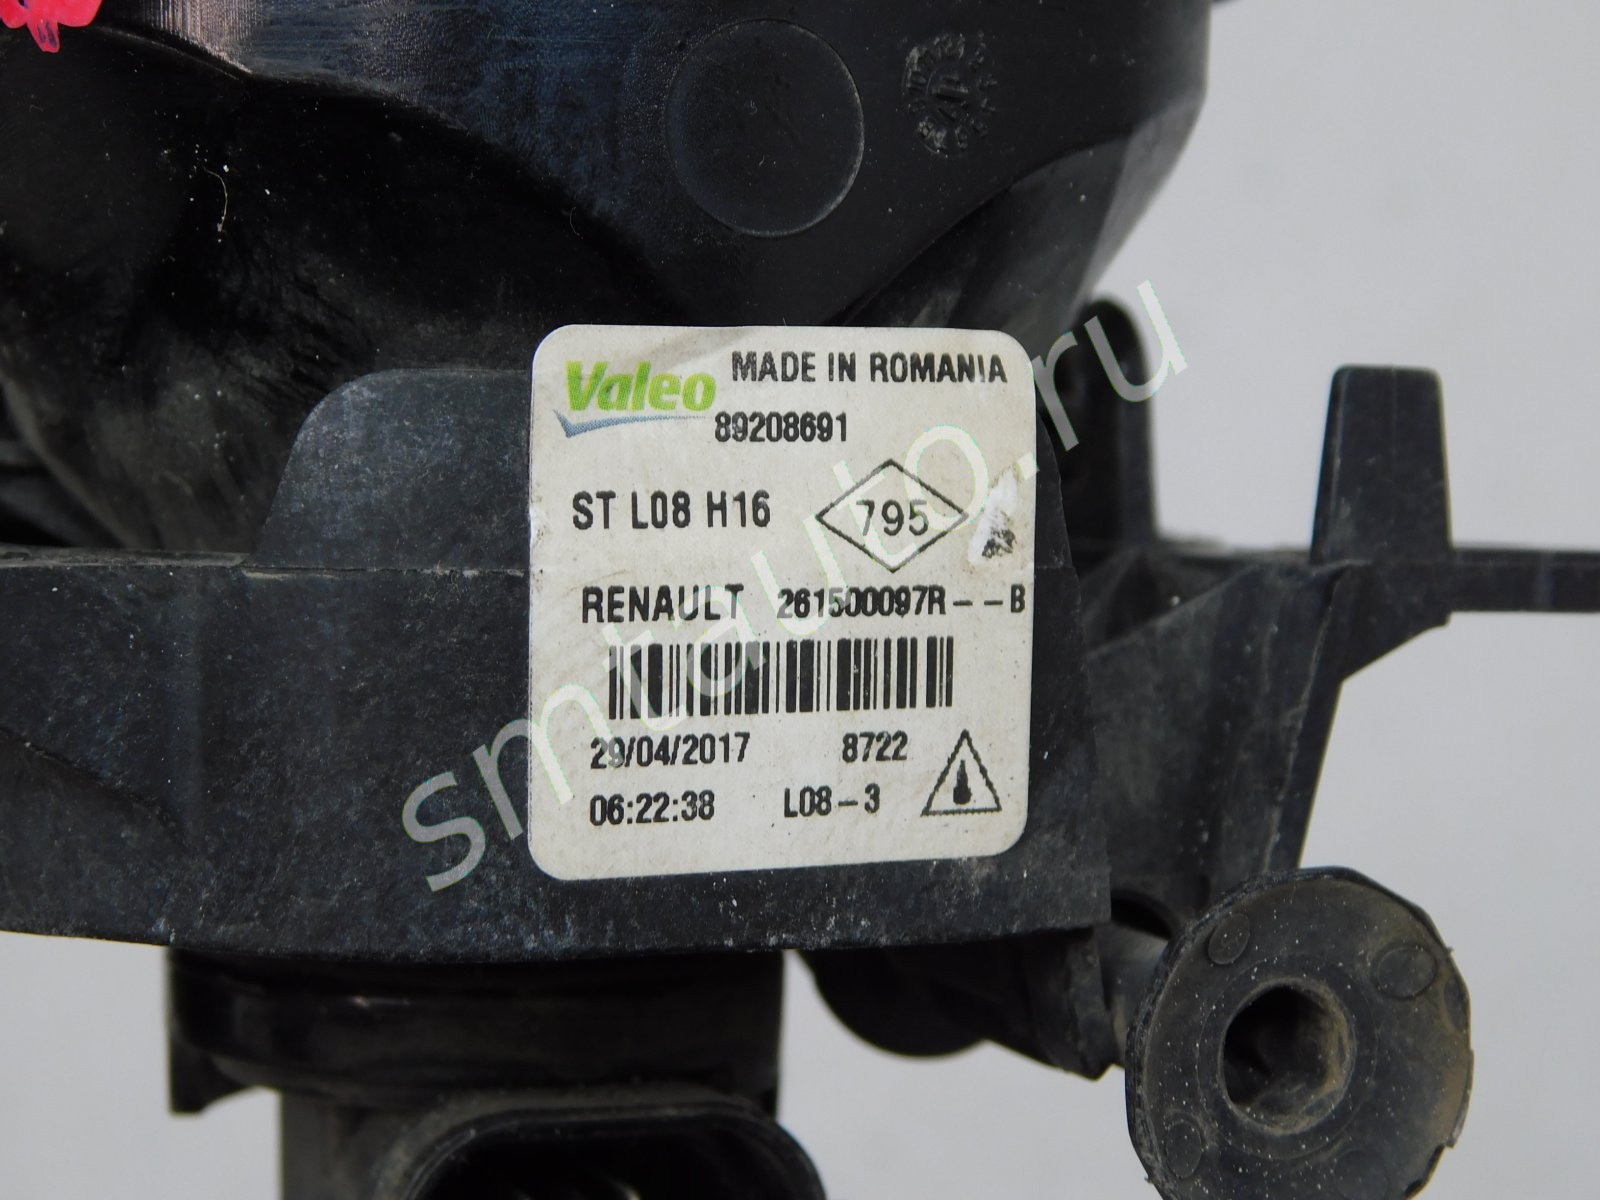 Valeo MADE IN ROMANIA
89208691
ST L08 H16 795
RENAULT 261500097R--B
29/04/2017 8722
06:22:38 L08-3
smtauto.ru